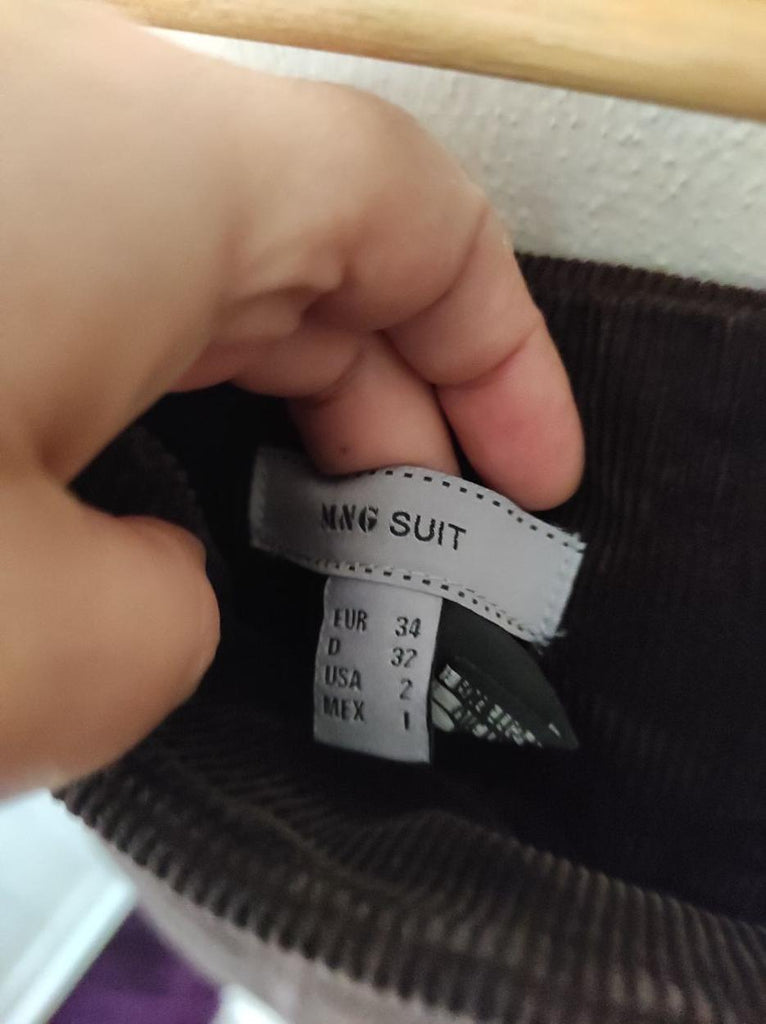 MNG SUIT
EUR 34
D 32
USA 2
MEX 1